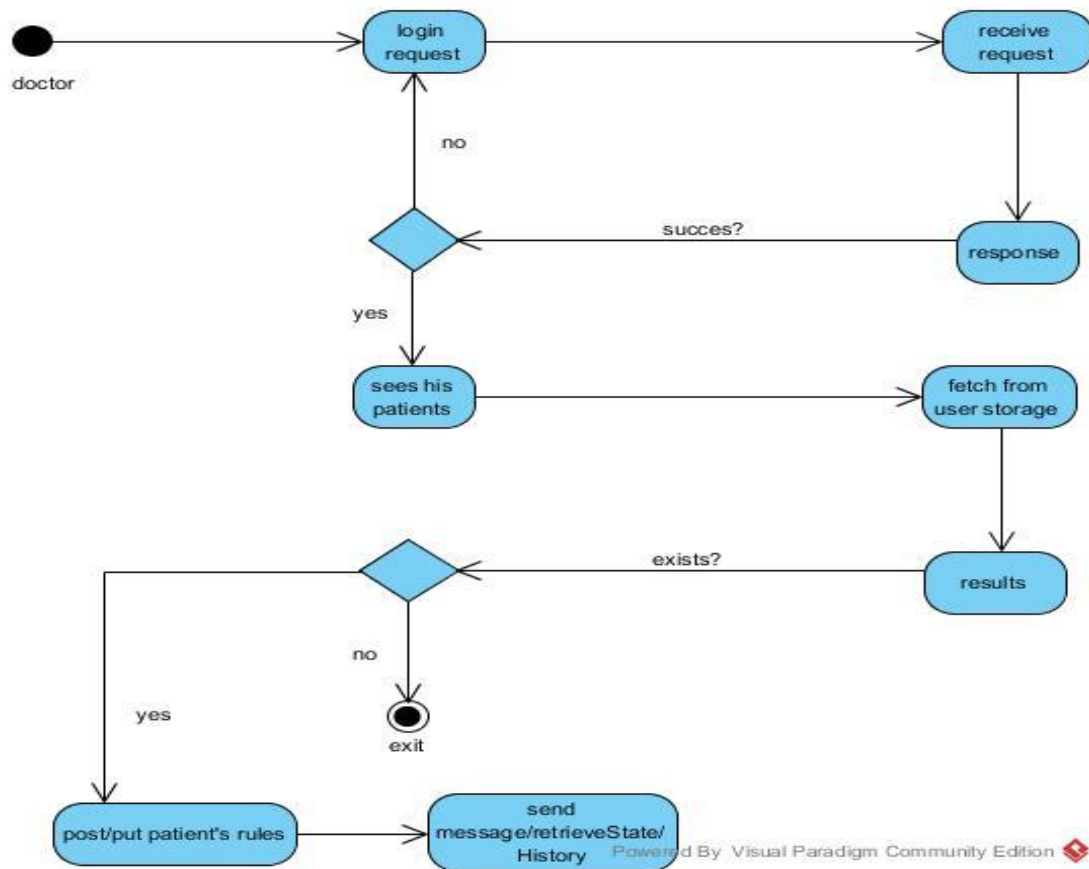 login
request
receive
request
doctor
no
succes?
response
yes
sees his
patients
fetch from
user storage
exists?
results
no
yes
exit
post/put patient's rules
send
message/retrieveState/
History
Powered By Visual Paradigm Community Edition